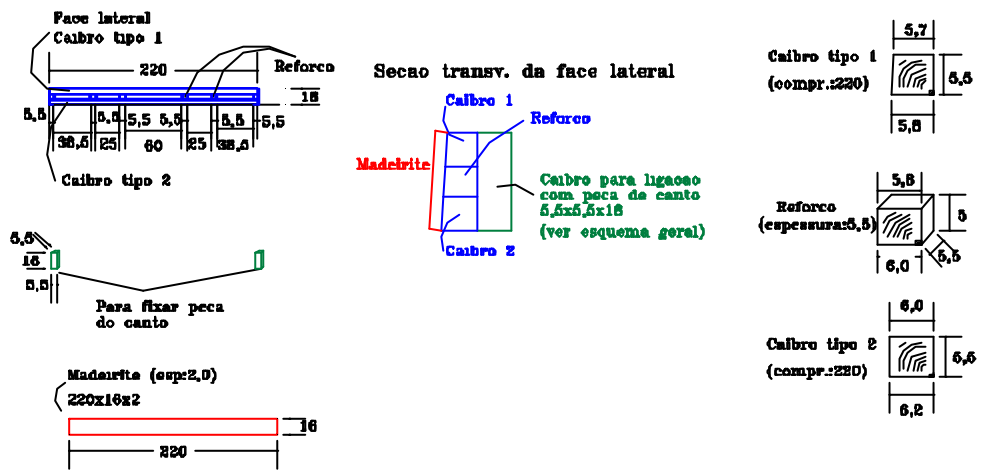 Face lateral
Caibro tipo 1
Reforco
220
16
5,5 5,5 5,5 5,5 5,5 5,5
38,5 25 60 25 38,5
Caibro tipo 2
5,5
16
5,5
Para fixar peca
do canto
Madeirite (esp:2,0)
220x16x2
16
220
Secao transv. da face lateral
Caibro 1
Reforco
Madeirite
Caibro para ligacao
com peca de canto
5,5x5,5x16
(ver esquema geral)
Caibro 2
5,7
Caibro tipo 1
(compr.:220)
5,5
5,8
5,8
Reforco
(espessura:5,5)
5
5,5
6,0
6,0
Caibro tipo 2
(compr.:220)
5,5
6,2